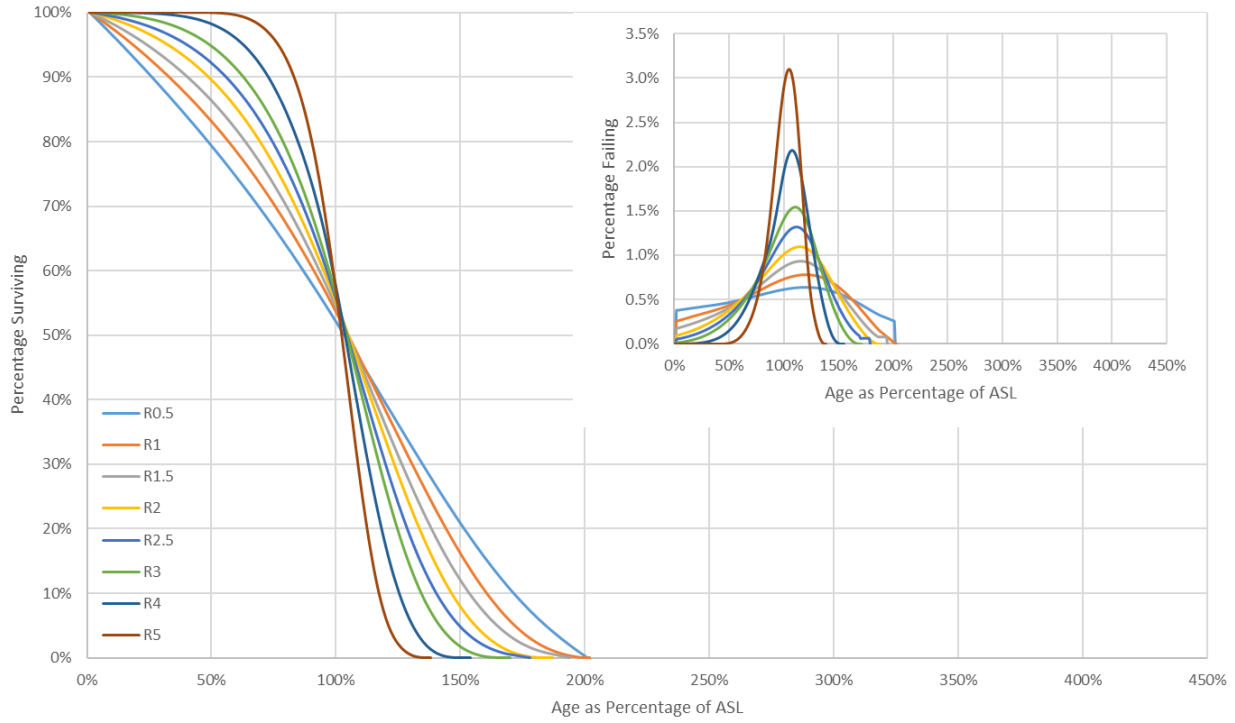 100%
90%
80%
70%
60%
50%
40%
30%
20%
10%
0%
Percentage Surviving
R0.5
R1
R1.5
R2
R2.5
R3
R4
R5
0% 50% 100% 150% 200% 250% 300% 350% 400% 450%
Age as Percentage of ASL
3.5%
3.0%
2.5%
2.0%
1.5%
1.0%
0.5%
0.0%
Percentage Failing
0% 50% 100% 150% 200% 250% 300% 350% 400% 450%
Age as Percentage of ASL